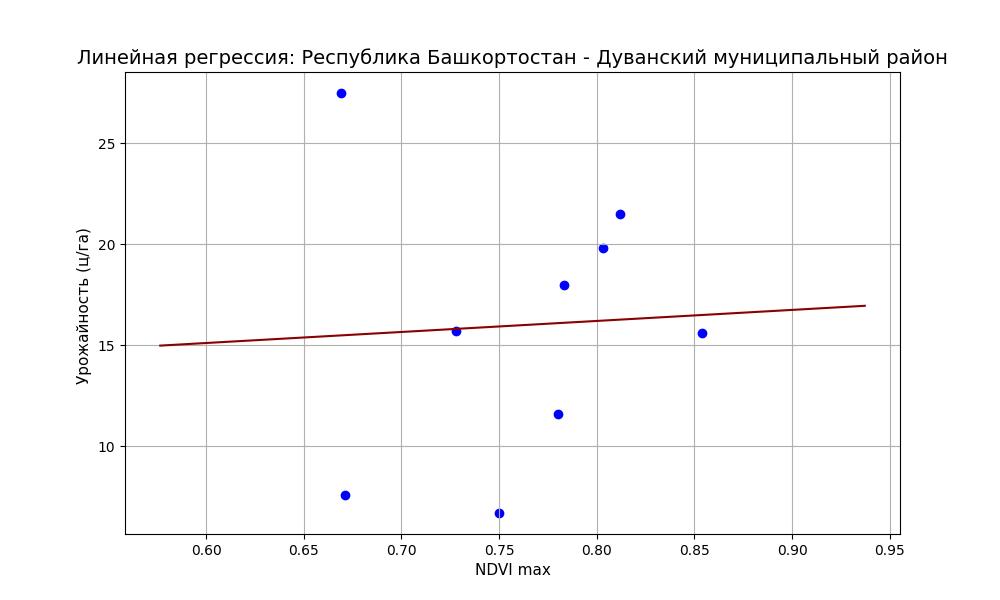 Линейная регрессия: Республика Башкортостан - Дуванский муниципальный район
Урожайность (ц/га)
25
20
15
10
0.60 0.65 0.70 0.75 0.80 0.85 0.90 0.95
NDVI max